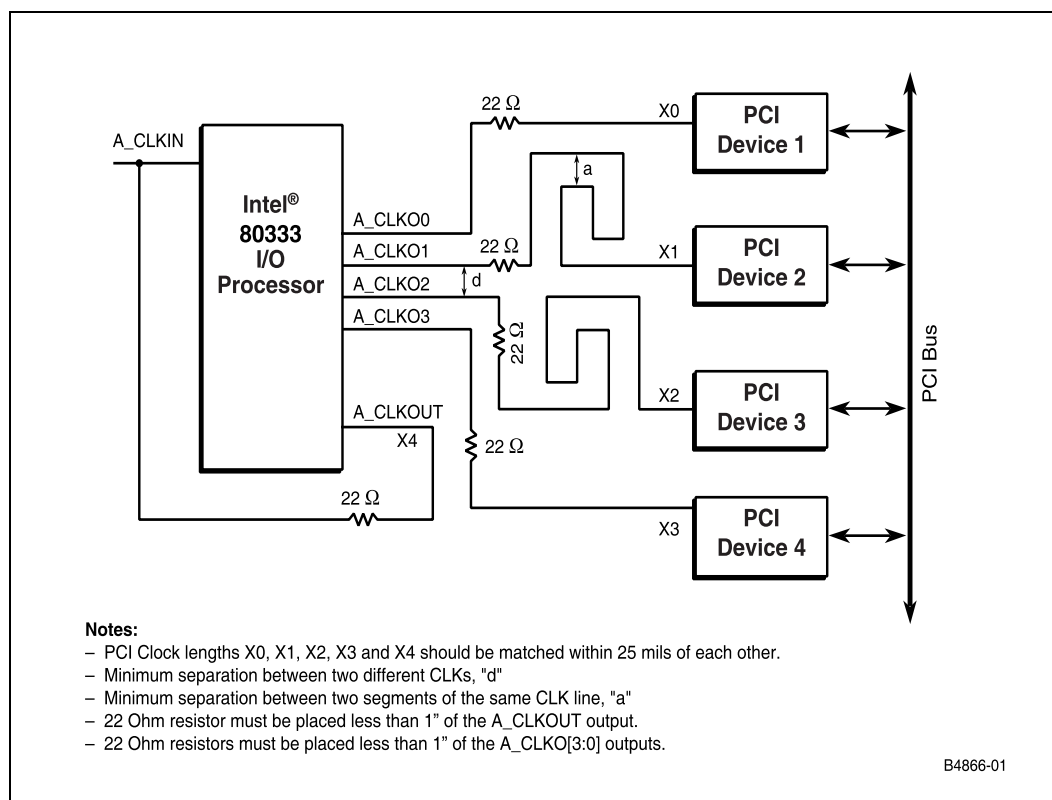 22 Ω
X0
PCI
Device 1
A_CLKIN
a
Intel®
80333
I/O
Processor
A_CLKO0
A_CLKO1
22 Ω
X1
PCI
Device 2
A_CLKO2
d
A_CLKO3
22 Ω
PCI Bus
X2
PCI
Device 3
A_CLKOUT
X4
22 Ω
22 Ω
X3
PCI
Device 4
Notes:
– PCI Clock lengths X0, X1, X2, X3 and X4 should be matched within 25 mils of each other.
– Minimum separation between two different CLKs, "d"
– Minimum separation between two segments of the same CLK line, "a"
– 22 Ohm resistor must be placed less than 1” of the A_CLKOUT output.
– 22 Ohm resistors must be placed less than 1” of the A_CLKO[3:0] outputs.
B4866-01